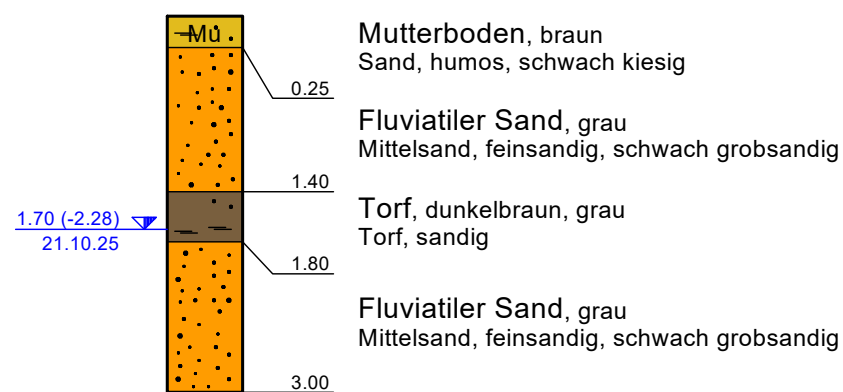 Mu
Mutterboden, braun
Sand, humos, schwach kiesig
0.25
Fluviatiler Sand, grau
Mittelsand, feinsandig, schwach grobsandig
1.40
Torf, dunkelbraun, grau
Torf, sandig
1.70 (-2.28)
21.10.25
1.80
Fluviatiler Sand, grau
Mittelsand, feinsandig, schwach grobsandig
3.00